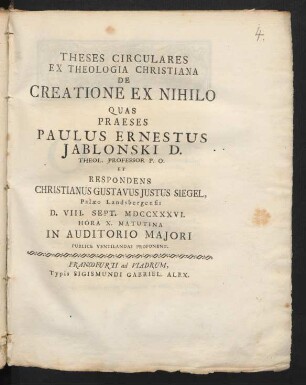 4.
THESES CIRCULARES
EX THEOLOGIA CHRISTIANA
DE
CREATIONE EX NIHILO
QUAS
PRAESES
PAULUS ERNESTUS
JABLONSKI D.
THEOL. PROFESSOR P. O.
ET
RESPONDENS
CHRISTIANUS GUSTAVUS JUSTUS SIEGEL,
Palæo Landsbergensis
D. VIII. SEPT. MDCCXXXVI.
HORA X. MATUTINA
IN AUDITORIO MAJORI
PUBLICE VENTILANDAS PROPONENT.
FRANCOFURTI ad VIADRUM,
Typis SIGISMUNDI GABRIEL. ALEX.